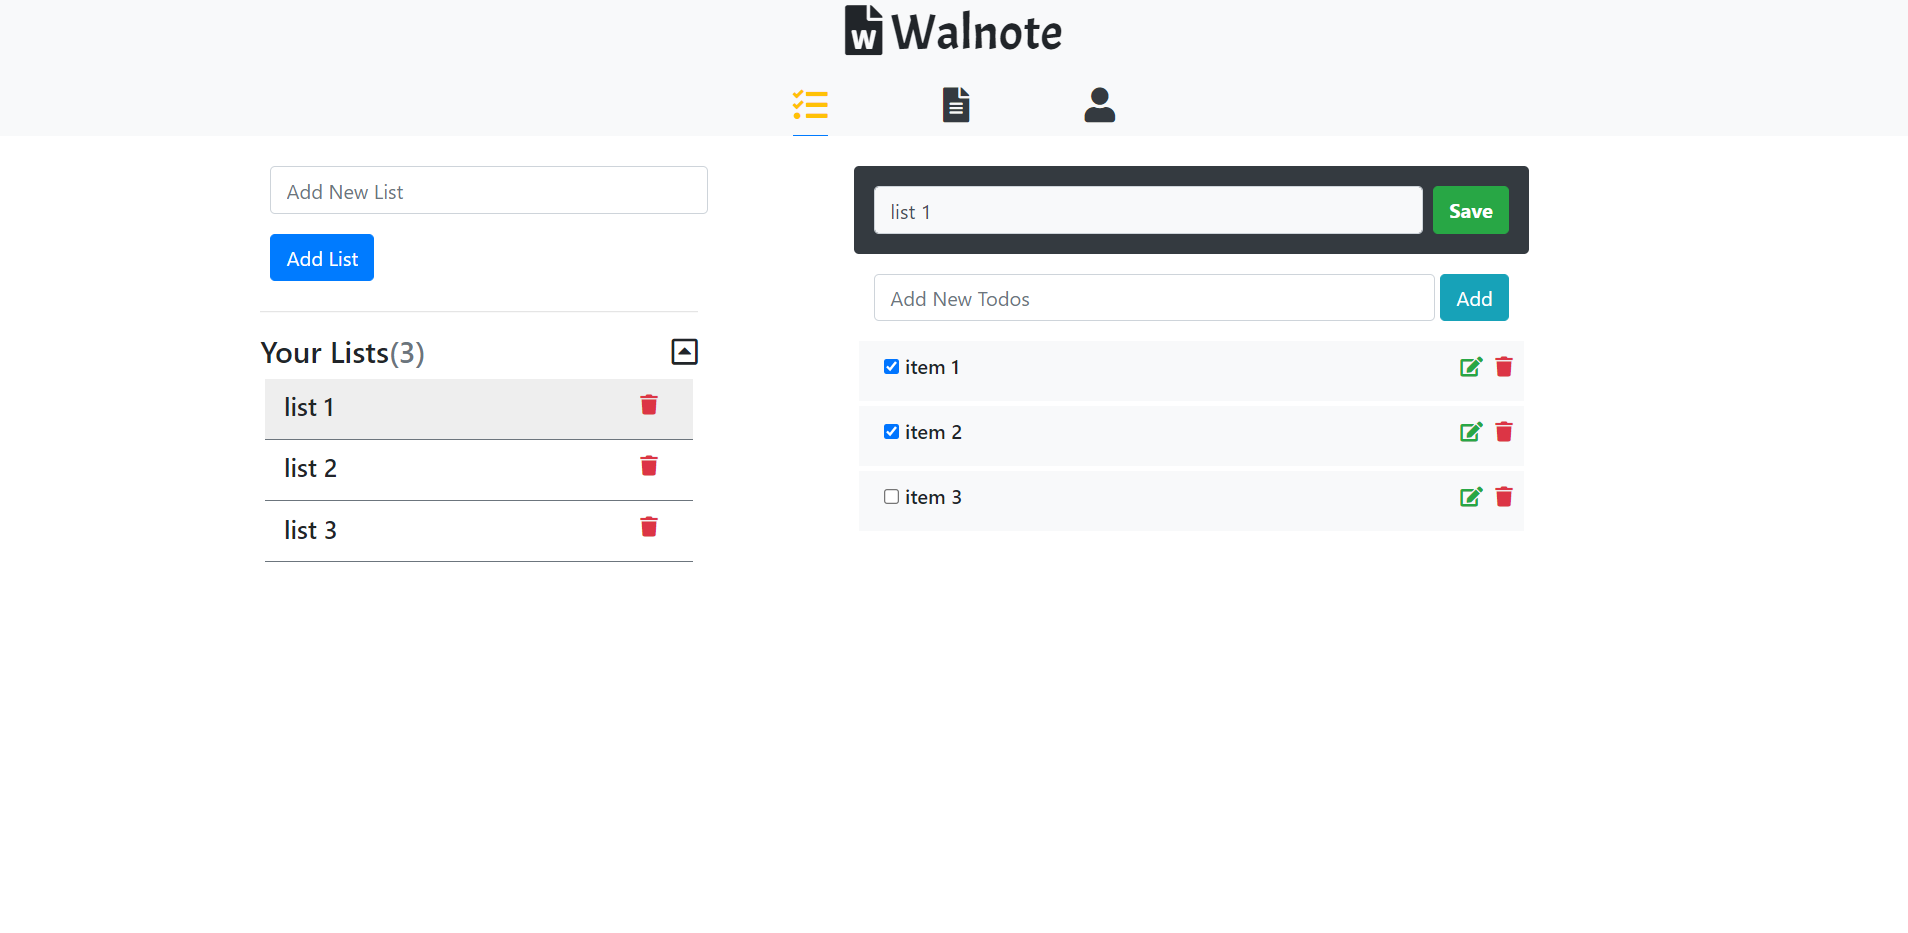 W Walnote
Add New List
Add List
Your Lists(3)
list 1
list 2
list 3
list 1
Save
Add New Todos
Add
item 1
item 2
item 3